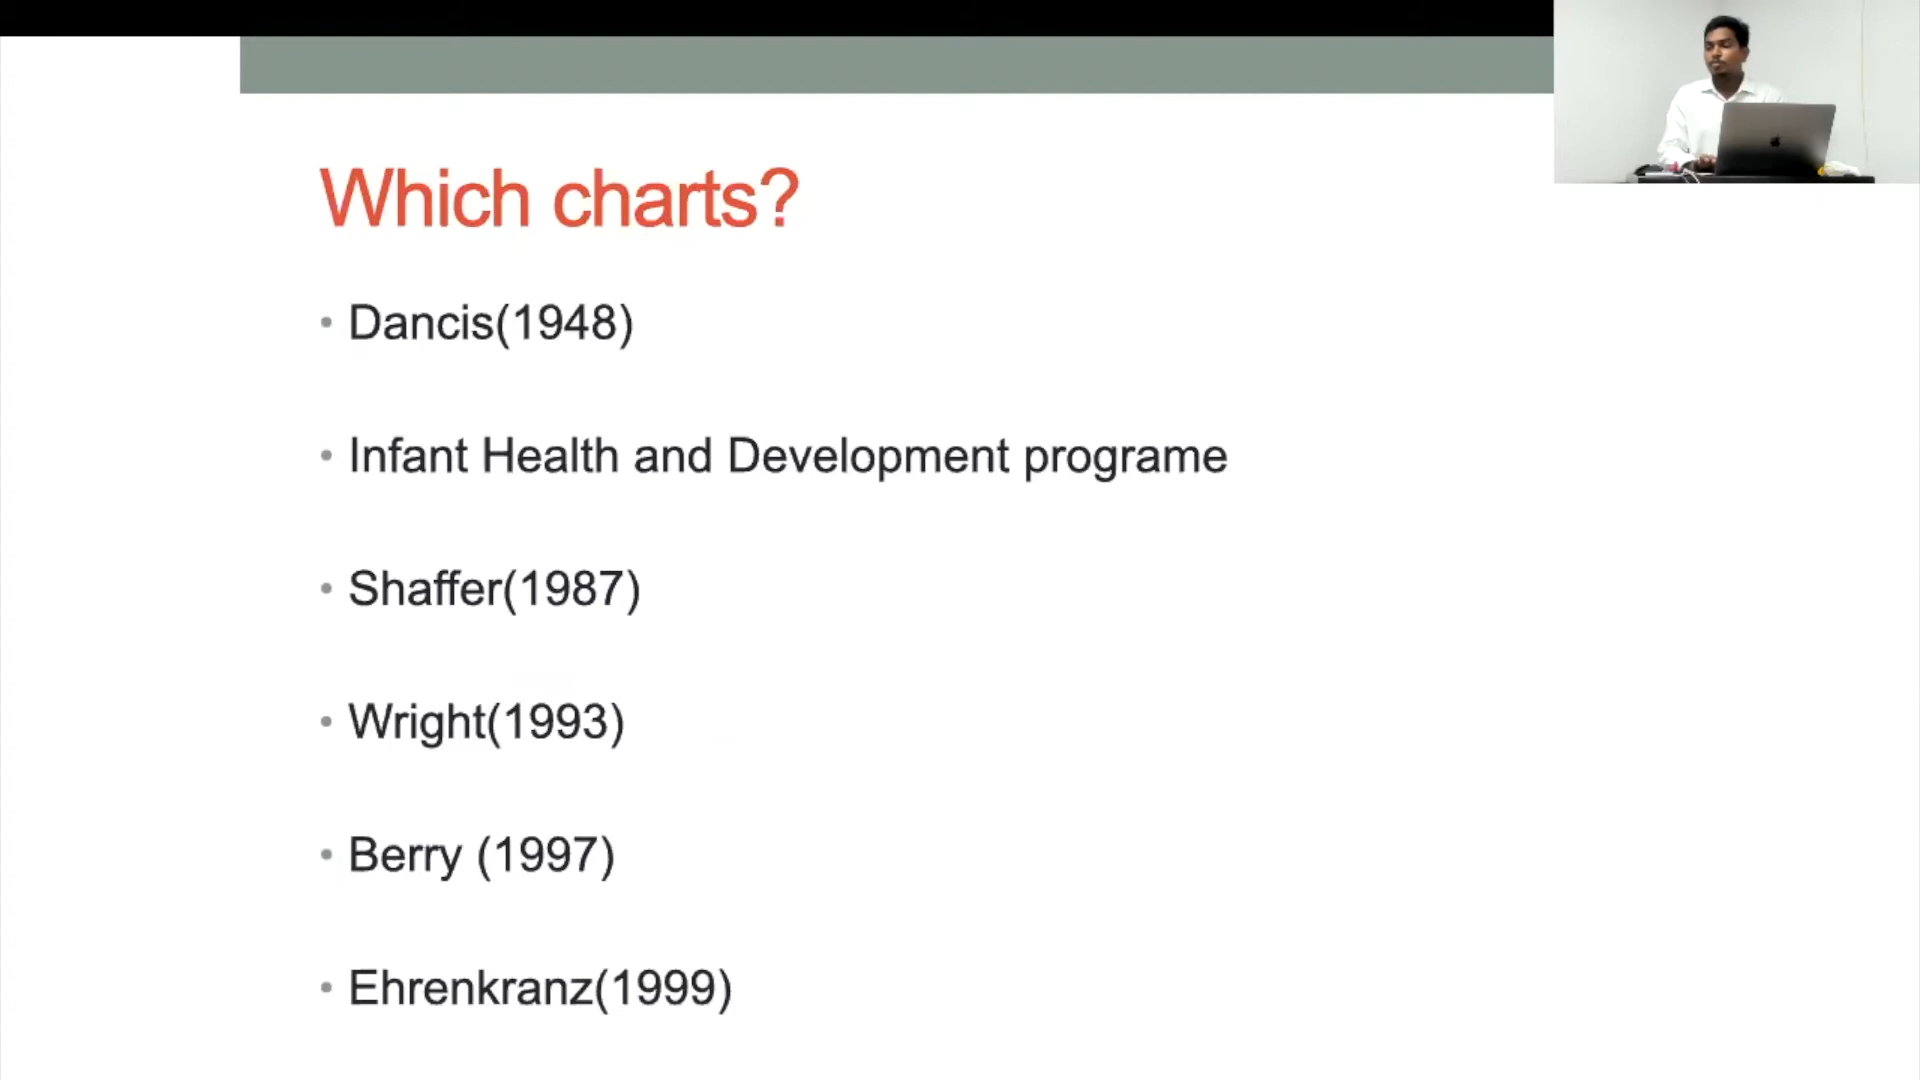 Which charts?
• Dancis(1948)
• Infant Health and Development programe
• Shaffer(1987)
• Wright(1993)
• Berry (1997)
• Ehrenkranz(1999)